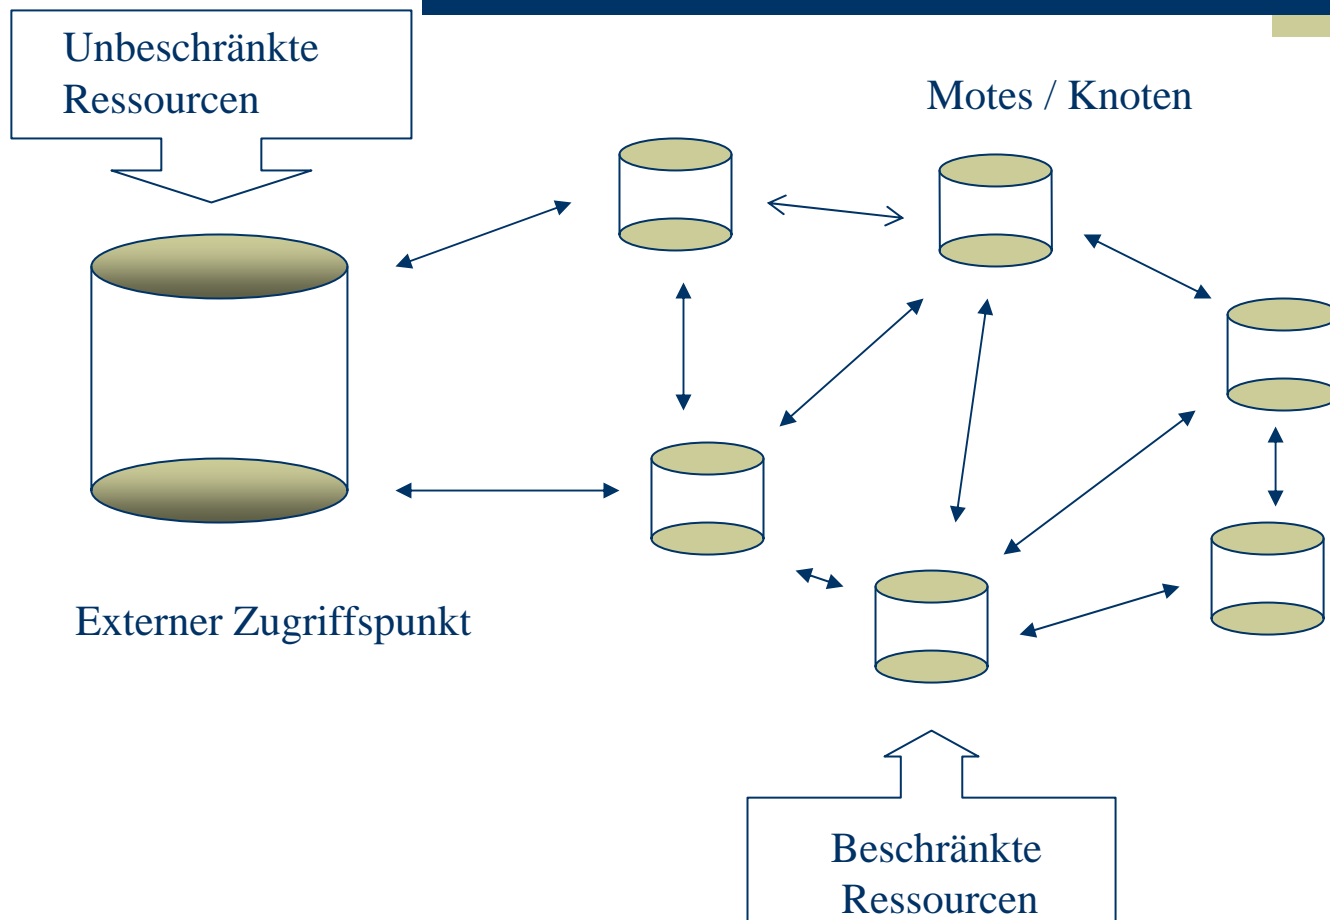 Unbeschränkte
Ressourcen
Motes / Knoten
Externer Zugriffspunkt
Beschränkte
Ressourcen